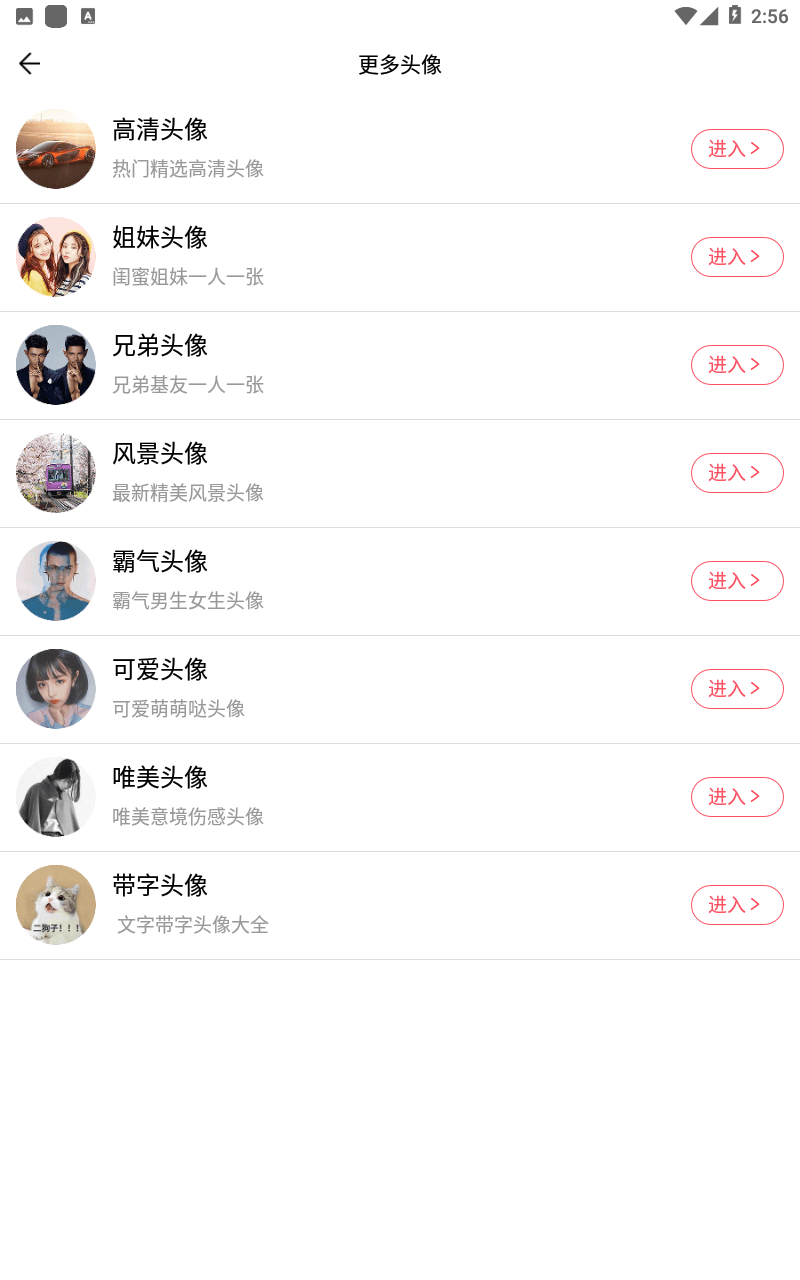 2:56
更多头像
高清头像
热门精选高清头像
进入>
姐妹头像
闺蜜姐妹一人一张
进入>
兄弟头像
兄弟基友一人一张
进入>
风景头像
最新精美风景头像
进入>
霸气头像
霸气男生女生头像
进入>
可爱头像
可爱萌萌哒头像
进入>
唯美头像
唯美意境伤感头像
进入>
带字头像
文字带字头像大全
二狗子！！！
进入>